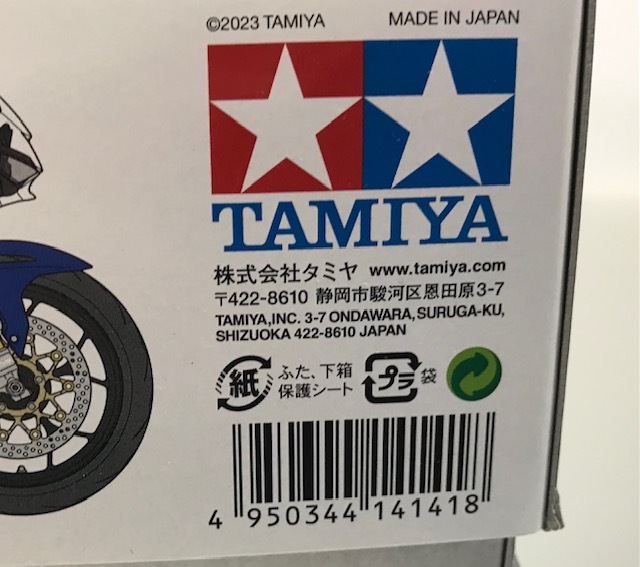 ©2023 TAMIYA MADE IN JAPAN
TAMIYA
株式会社タミヤ www.tamiya.com
〒422-8610 静岡市駿河区恩田原3-7
TAMIYA,INC. 3-7 ONDAWARA,SURUGA-KU,
SHIZUOKA 422-8610 JAPAN
紙 ふた、下箱 プラ 袋
保護シート
4 950344 141418